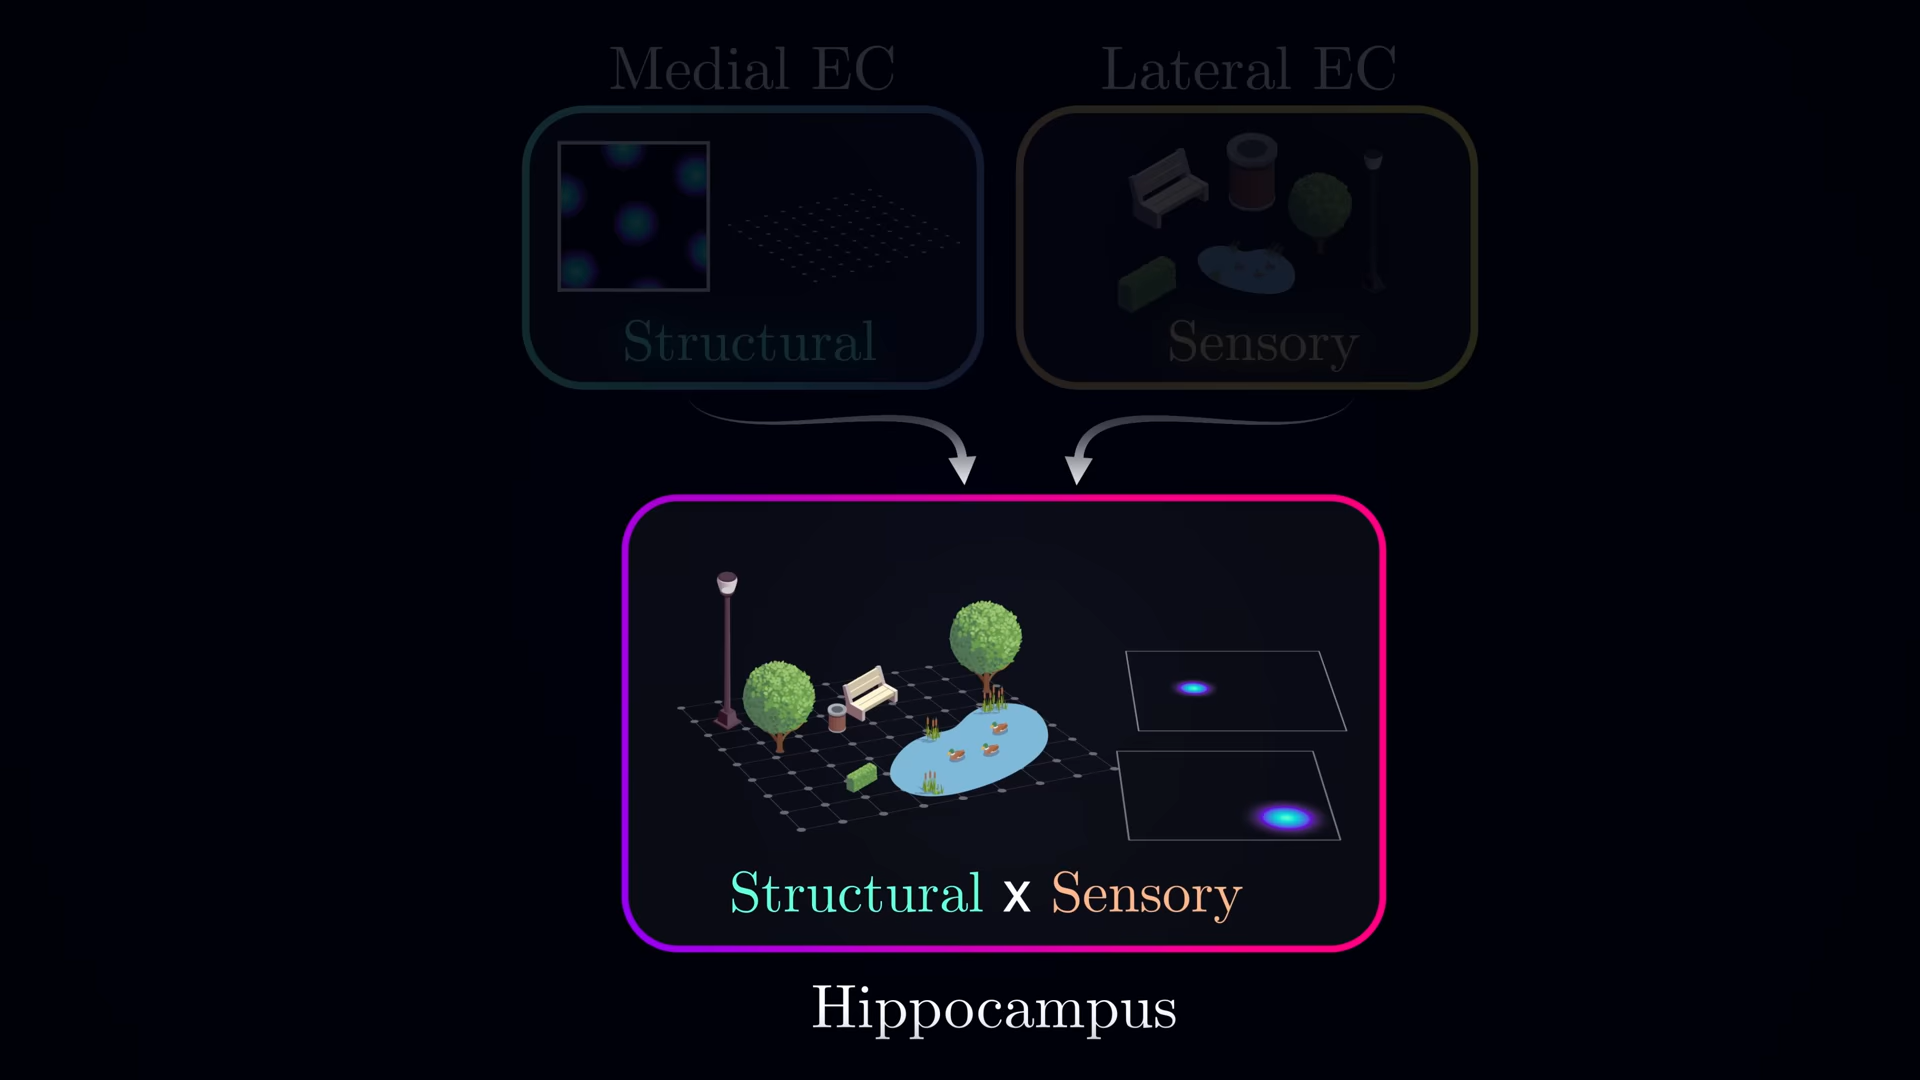 Medial EC
Lateral EC
Structural
Sensory
Structural x Sensory
Hippocampus